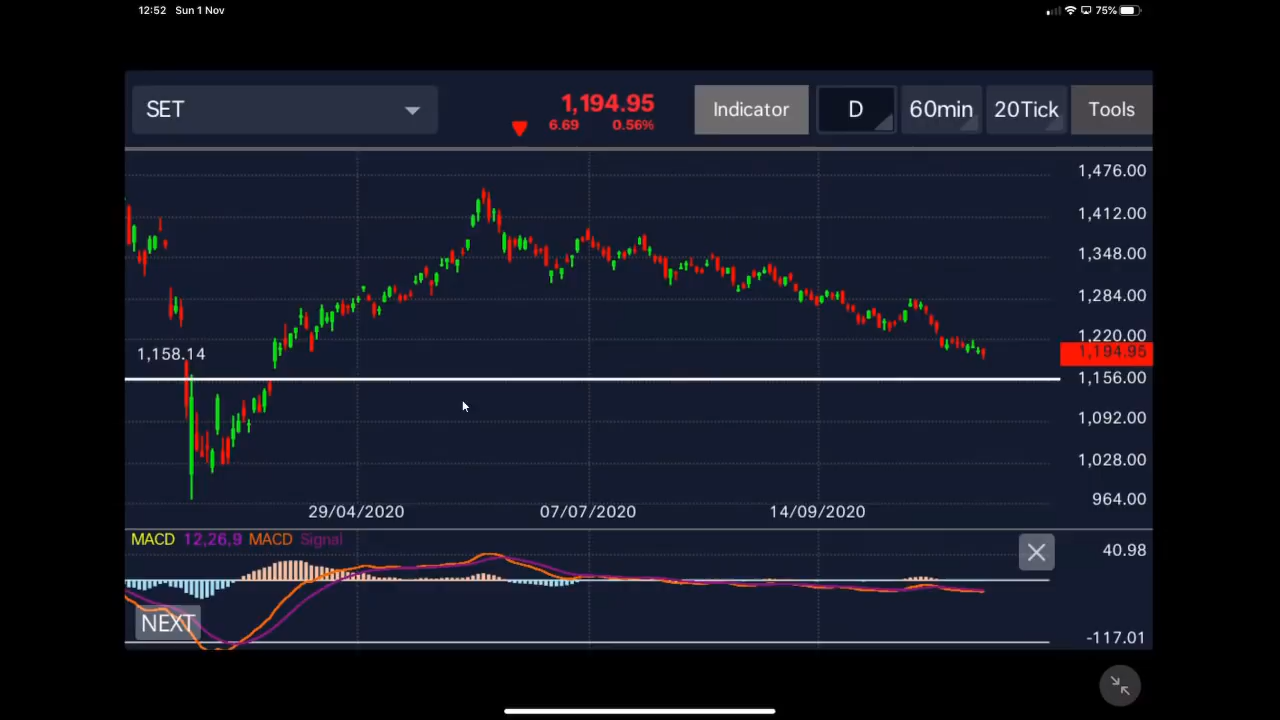 12:52 Sun 1 Nov
75%
SET
1,194.95
6.69 0.56%
Indicator
D
60min
20Tick
Tools
1,476.00
1,412.00
1,348.00
1,284.00
1,220.00
1,158.14
1,194.95
1,156.00
1,092.00
1,028.00
964.00
29/04/2020 07/07/2020 14/09/2020
MACD 12,26,9 MACD Signal
40.98
NEXT
-117.01